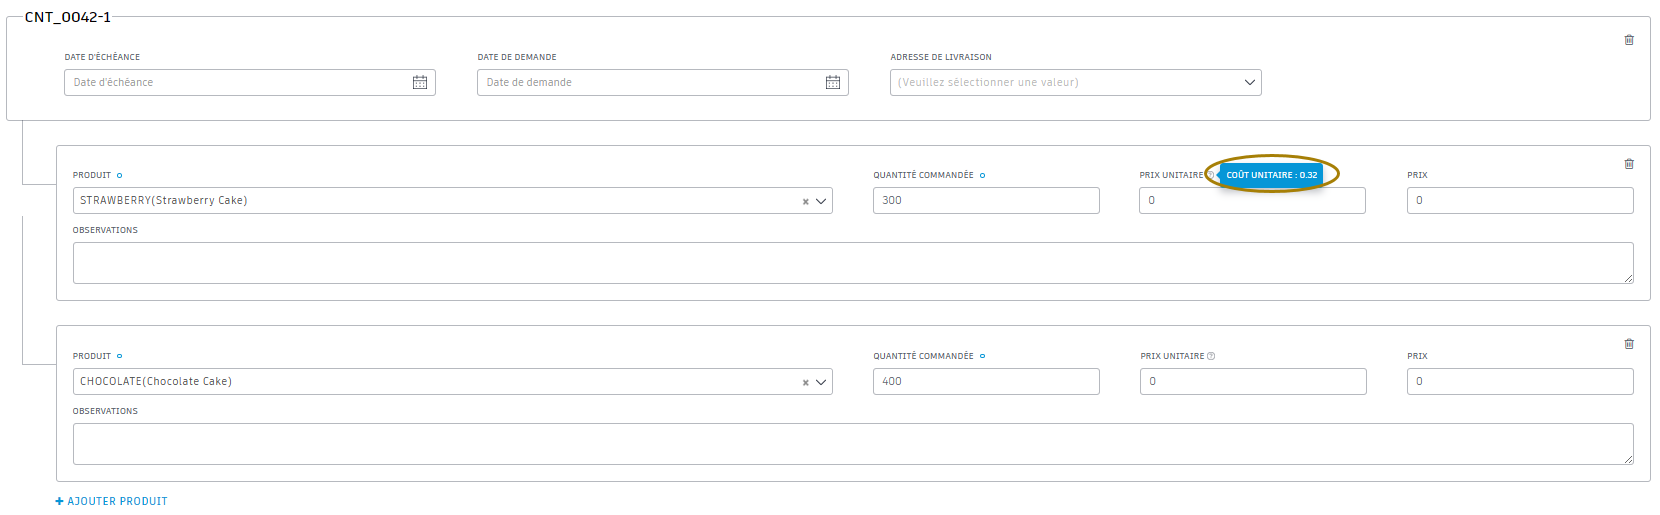 CNT_0042-1
DATE D'ÉCHÉANCE DATE DE DEMANDE ADRESSE DE LIVRAISON
Date d'échéance Date de demande (Veuillez sélectionner une valeur)
PRODUIT QUANTITÉ COMMANDÉE PRIX UNITAIRE COÛT UNITAIRE : 0.32 PRIX
STRAWBERRY(Strawberry Cake) 300 0 0
OBSERVATIONS
PRODUIT QUANTITÉ COMMANDÉE PRIX UNITAIRE PRIX
CHOCOLATE(Chocolate Cake) 400 0 0
OBSERVATIONS
+ AJOUTER PRODUIT